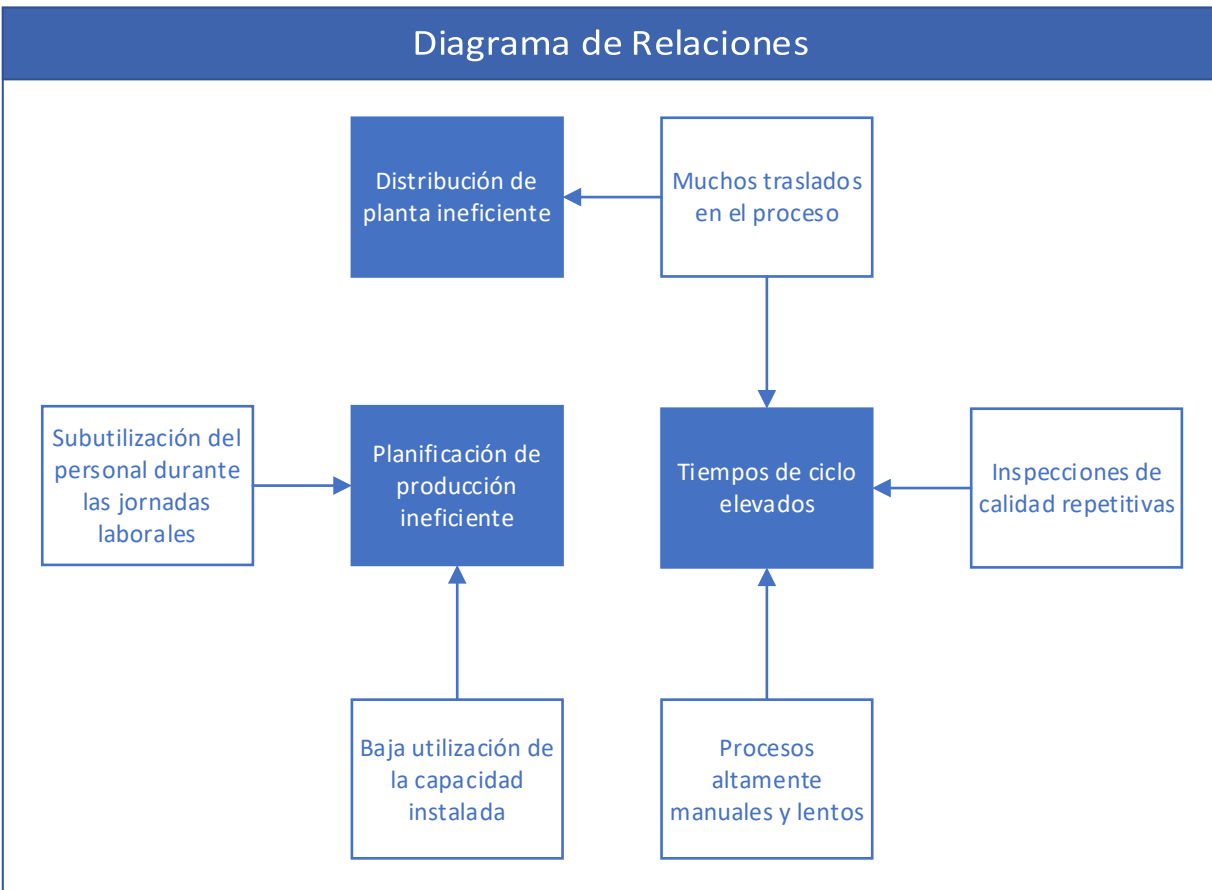 Diagrama de Relaciones
Distribución de
planta ineficiente
Muchos traslados
en el proceso
Subutilización del
personal durante
las jornadas
laborales
Planificación de
producción
ineficiente
Tiempos de ciclo
elevados
Inspecciones de
calidad repetitivas
Baja utilización de
la capacidad
instalada
Procesos
altamente
manuales y lentos